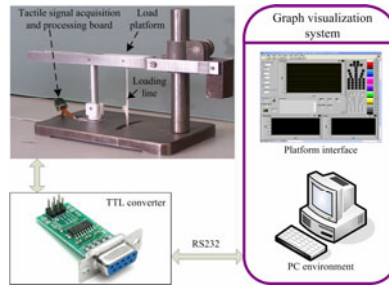 Tactile signal acquisition
and processing board
Load
platform
Loading
line
TTL converter
RS232
Graph visualization
system
Platform interface
PC environment